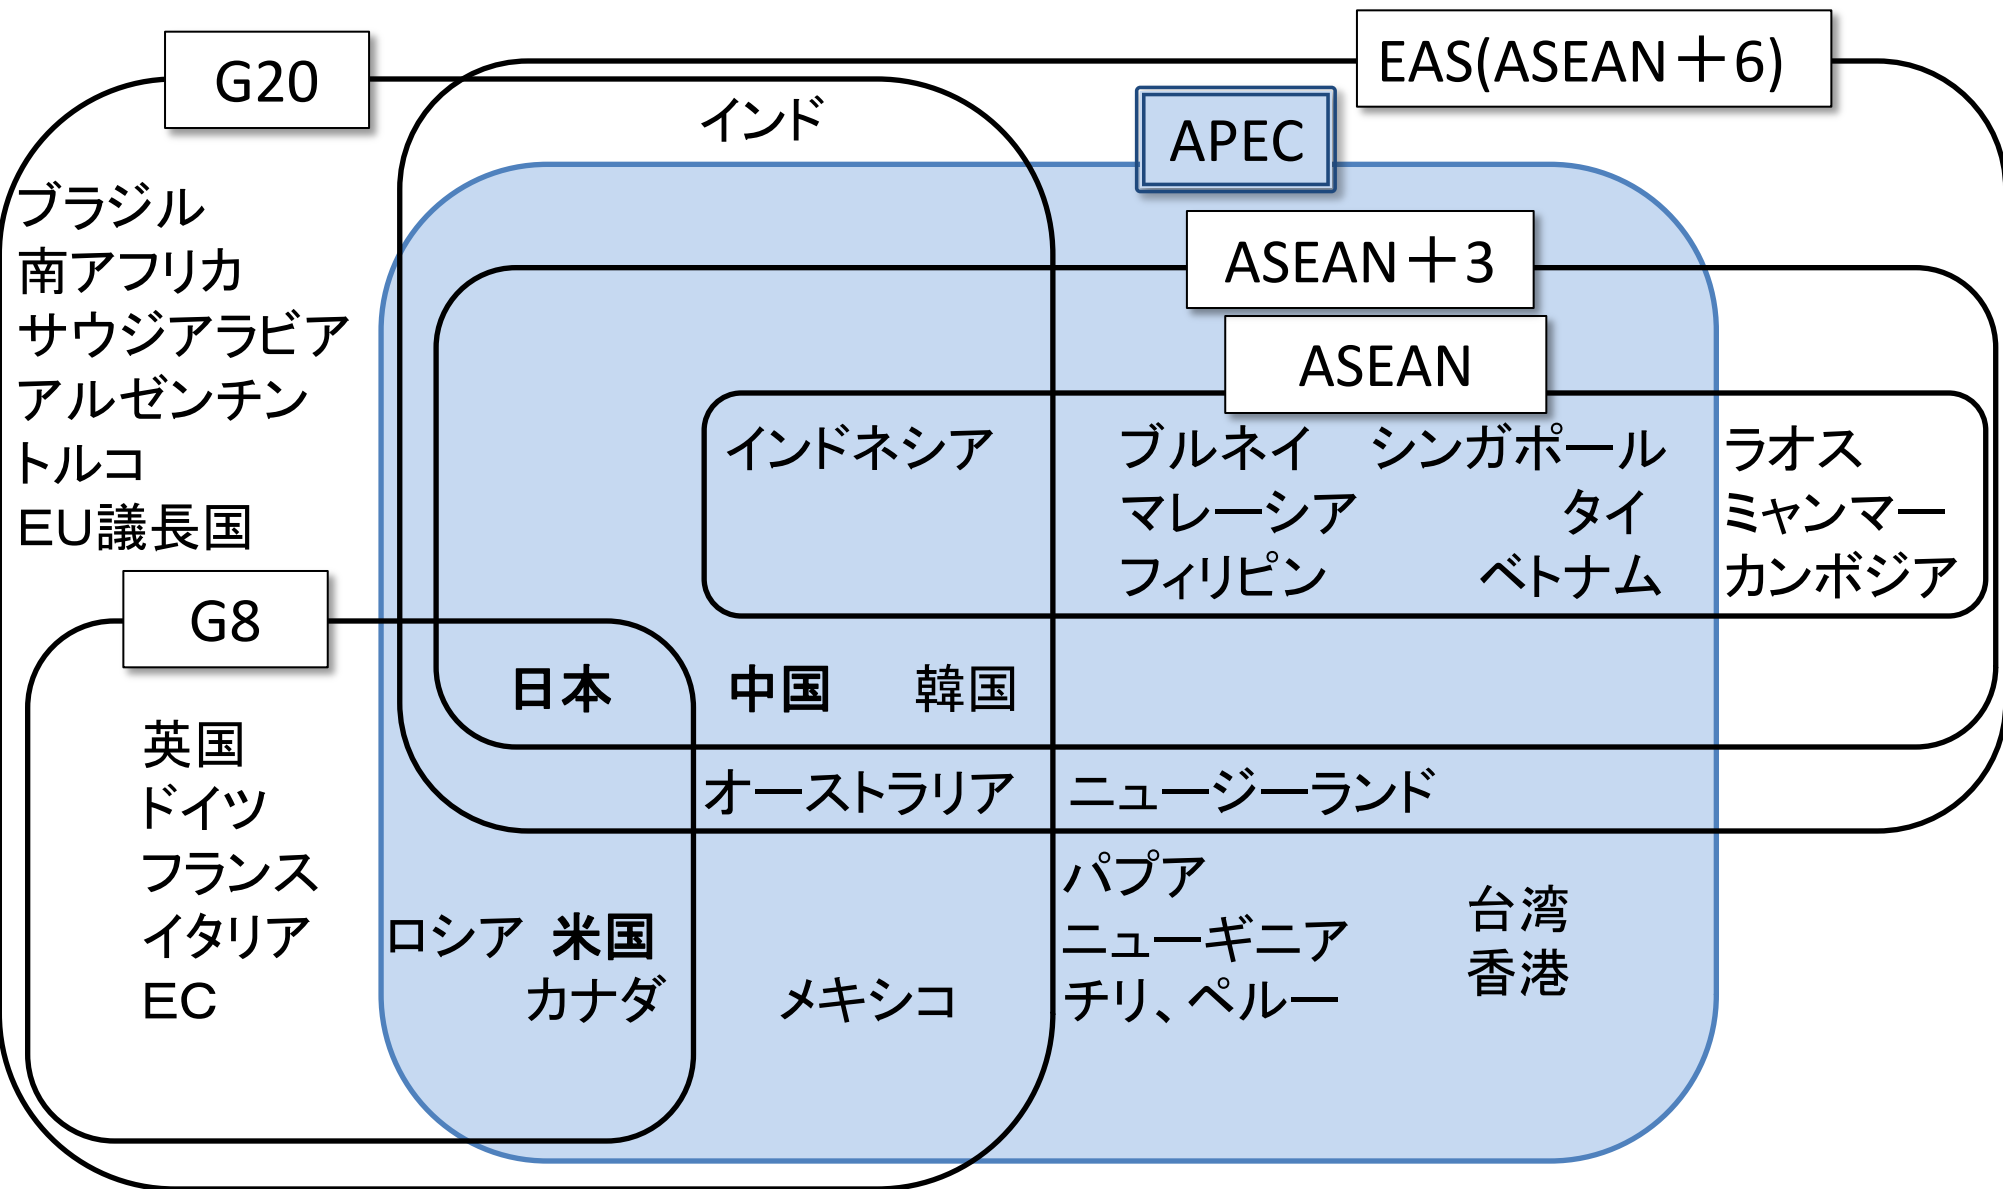 EAS(ASEAN＋6)
G20
インド
APEC
ブラジル
南アフリカ
サウジアラビア
アルゼンチン
トルコ
ＥＵ議長国
ASEAN＋3
ASEAN
インドネシア
ブルネイ シンガポール
マレーシア タイ
フィリピン ベトナム
ラオス
ミャンマー
カンボジア
G8
日本 中国 韓国
英国
ドイツ
フランス
イタリア
ＥＣ
オーストラリア ニュージーランド
ロシア 米国
カナダ
メキシコ
パプア
ニューギニア
チリ、ペルー
台湾
香港